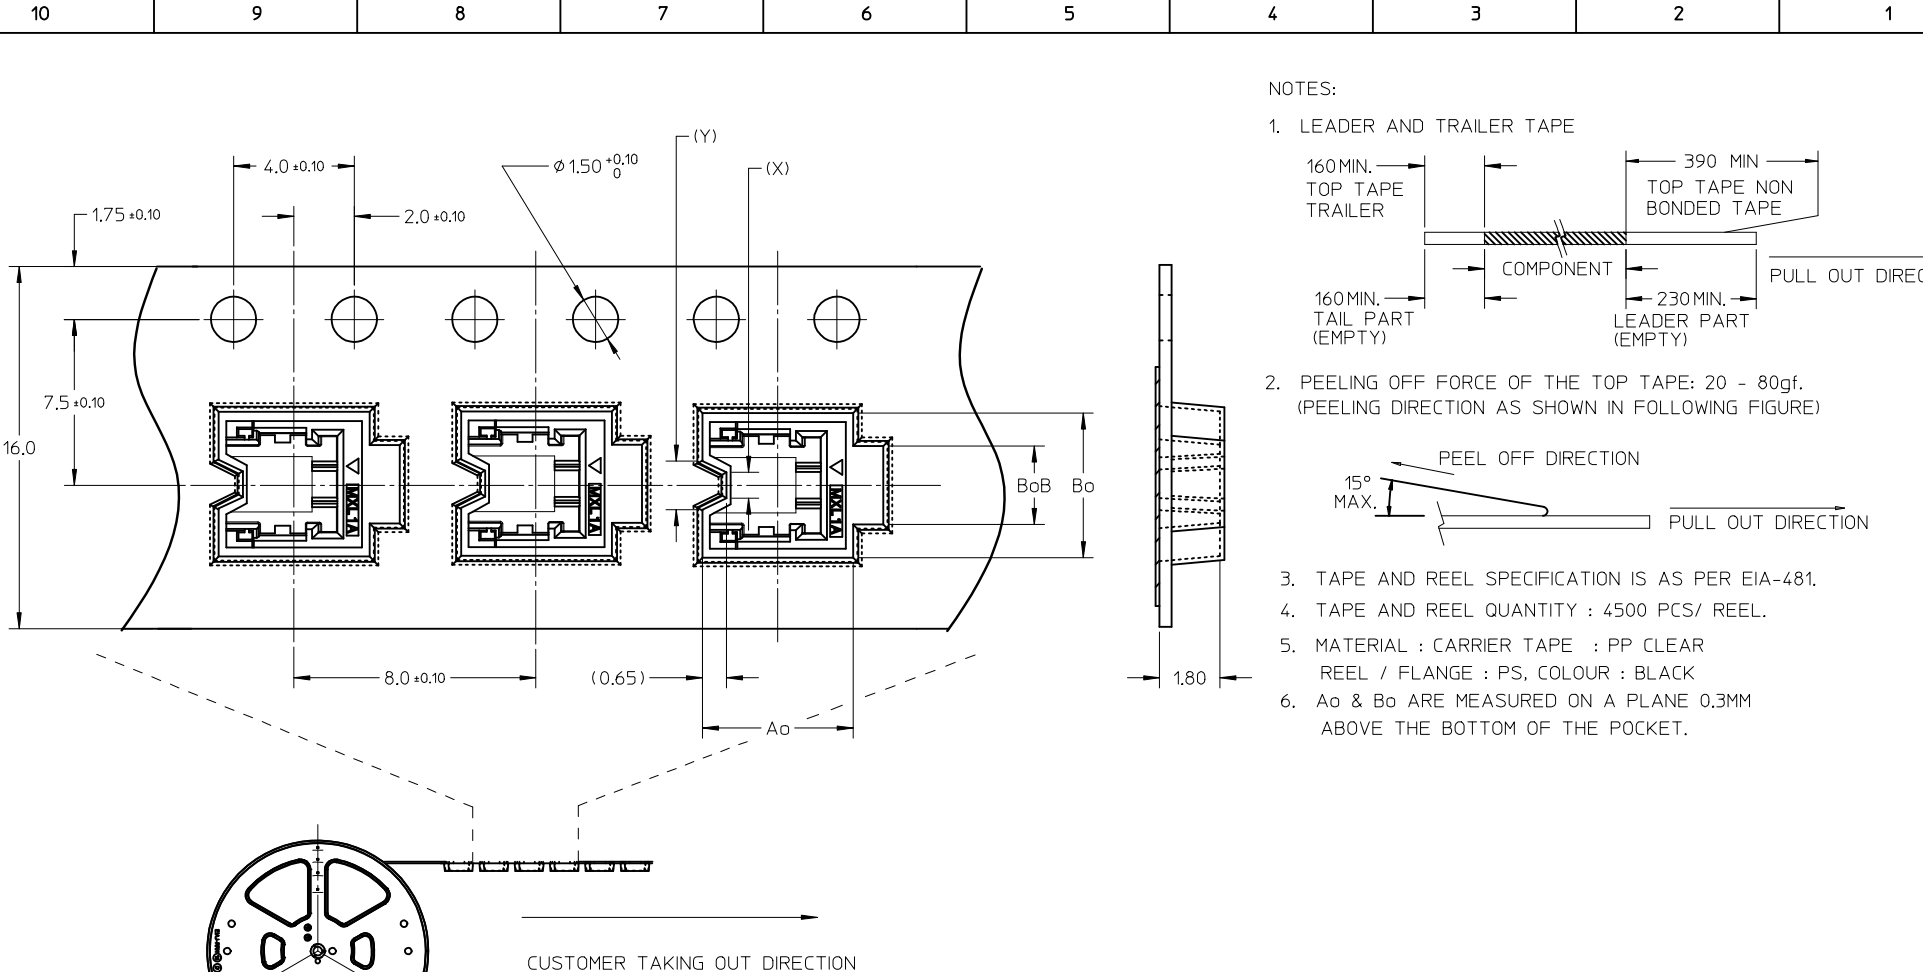 10 9 8 7 6 5 4 3 2 1
NOTES:
1. LEADER AND TRAILER TAPE
160 MIN.
TOP TAPE
TRAILER
390 MIN
TOP TAPE NON
BONDED TAPE
COMPONENT
PULL OUT DIREC
160 MIN.
TAIL PART
(EMPTY)
230 MIN.
LEADER PART
(EMPTY)
2. PEELING OFF FORCE OF THE TOP TAPE: 20 - 80gf.
(PEELING DIRECTION AS SHOWN IN FOLLOWING FIGURE)
PEEL OFF DIRECTION
15°
MAX.
PULL OUT DIRECTION
3. TAPE AND REEL SPECIFICATION IS AS PER EIA-481.
4. TAPE AND REEL QUANTITY : 4500 PCS/ REEL.
5. MATERIAL : CARRIER TAPE : PP CLEAR
REEL / FLANGE : PS, COLOUR : BLACK
6. Ao & Bo ARE MEASURED ON A PLANE 0.3MM
ABOVE THE BOTTOM OF THE POCKET.
(Y)
(X)
4.0 ±0.10
Ø 1.50 +0.10 0
1.75 ±0.10
2.0 ±0.10
7.5 ±0.10
16.0
MXL 1A
MXL 1A
MXL 1A
BoB
Bo
8.0 ±0.10
(0.65)
1.80
Ao
CUSTOMER TAKING OUT DIRECTION